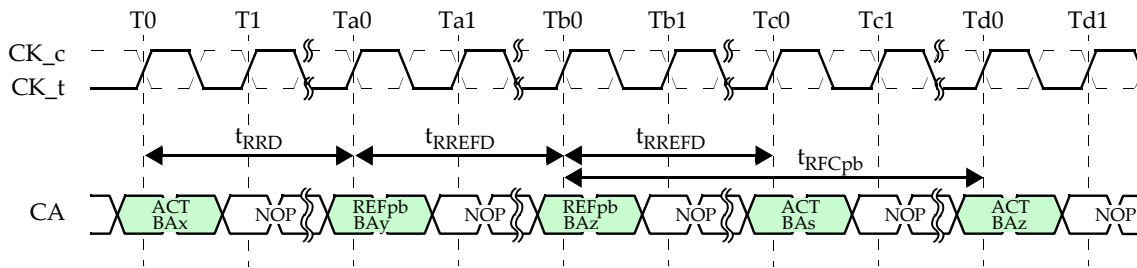 T0 T1 Ta0 Ta1 Tb0 Tb1 Tc0 Tc1 Td0 Td1
CK_c
CK_t
tRRD tRREFD tRREFD
tRFCpb
CA
ACT BAx NOP REFpb BAy NOP REFpb BAz NOP ACT BAs NOP ACT BAz NOP